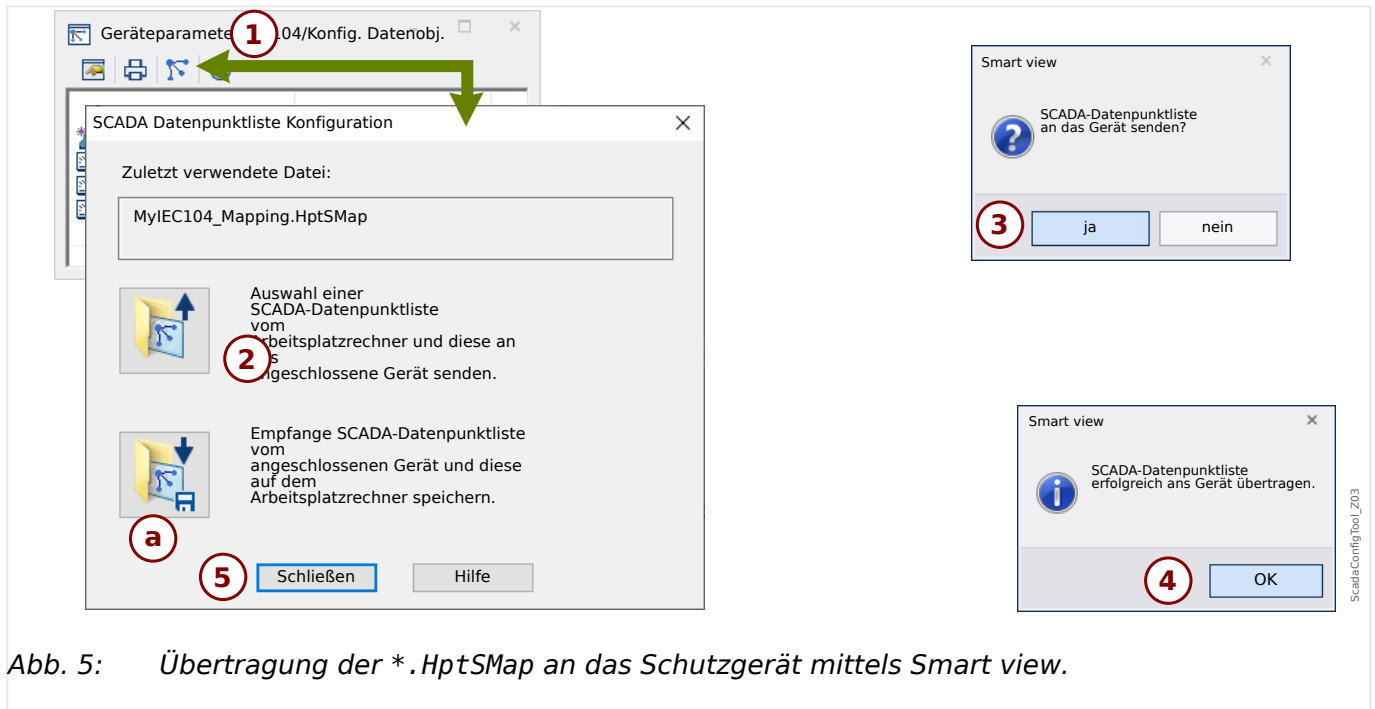 Geräteparamete 1 04/Konfig. Datenobj.
SCADA Datenpunktliste Konfiguration
Zuletzt verwendete Datei:
MyIEC104_Mapping.HptSMap
Auswahl einer
SCADA-Datenpunktliste
vom
Arbeitsplatzrechner und diese an
2
angeschlossene Gerät senden.
Empfange SCADA-Datenpunktliste
vom
angeschlossenen Gerät und diese
auf dem
Arbeitsplatzrechner speichern.
a
5 Schließen Hilfe
Smart view
SCADA-Datenpunktliste
an das Gerät senden?
3 ja nein
Smart view
SCADA-Datenpunktliste
erfolgreich ans Gerät übertragen.
4 OK
ScadaConfigTool_Z03
Abb. 5: Übertragung der *.HptSMap an das Schutzgerät mittels Smart view.